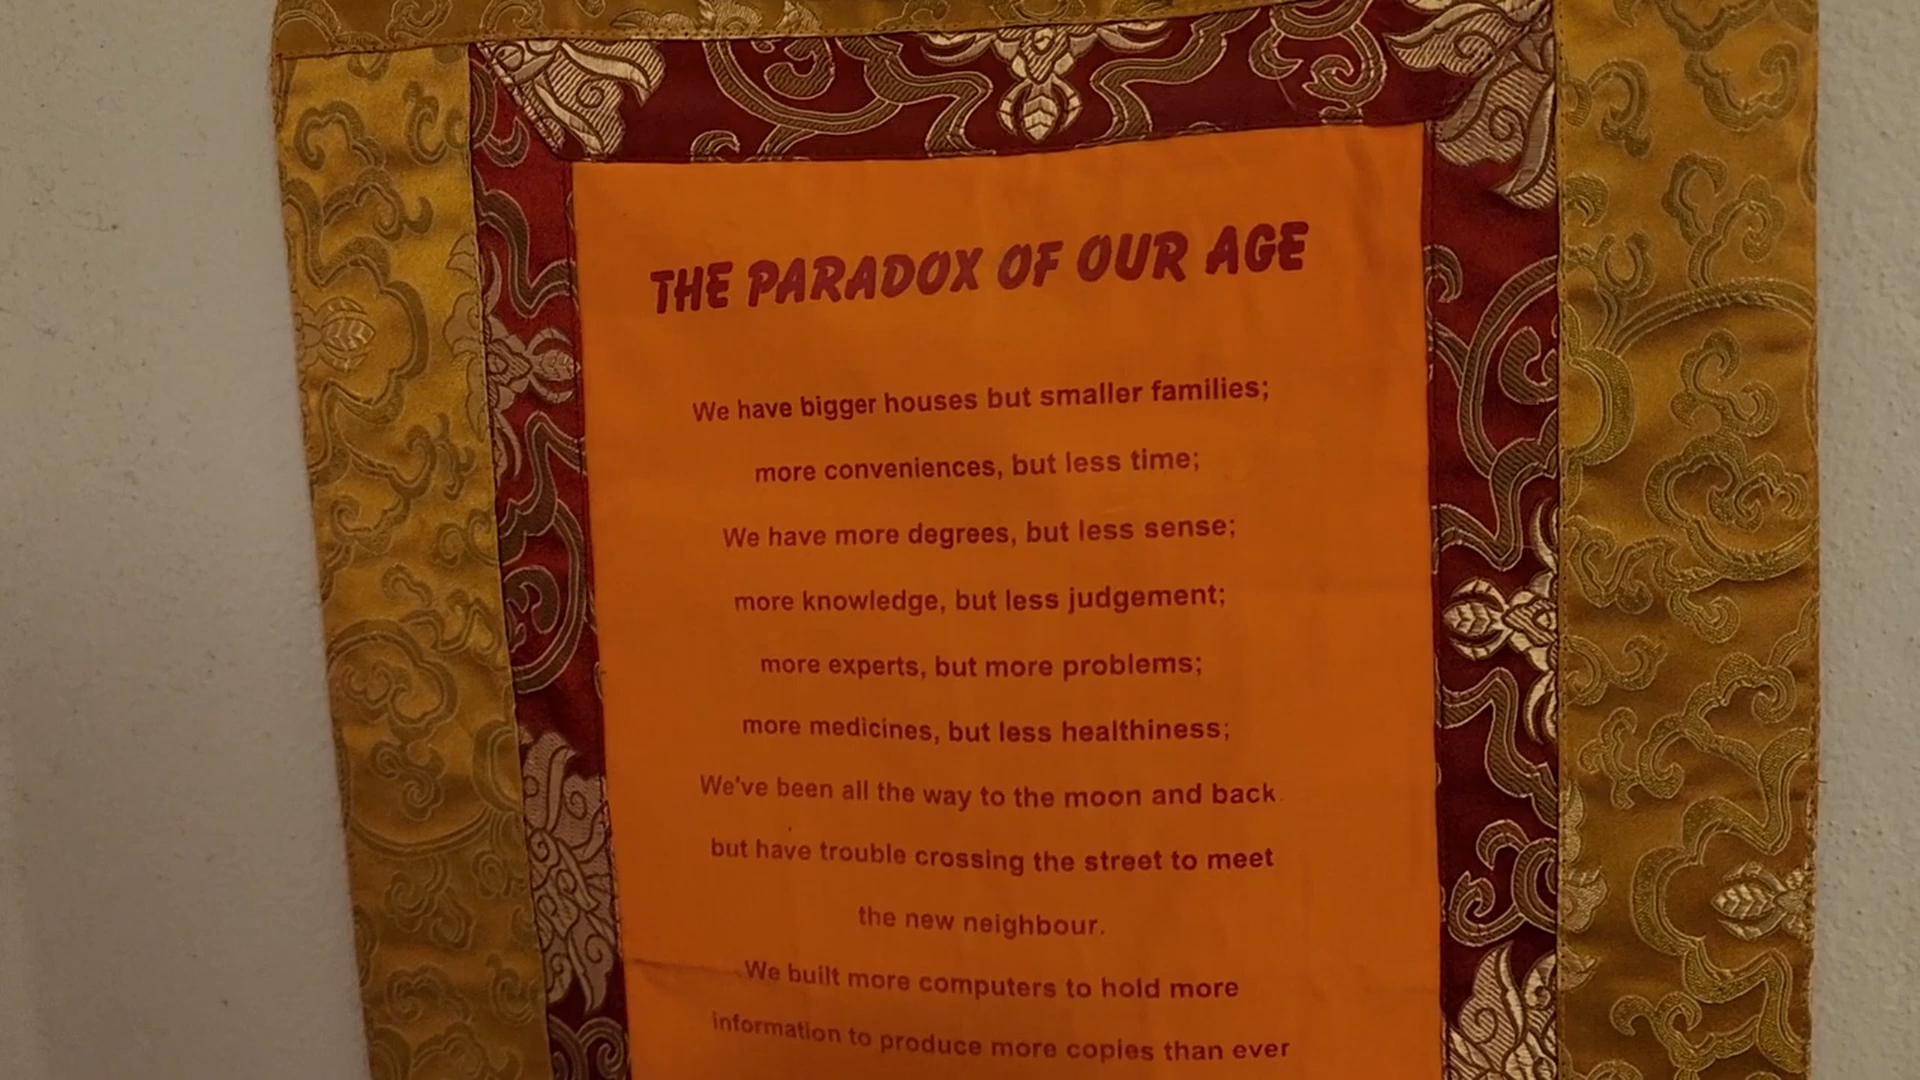 THE PARADOX OF OUR AGE
We have bigger houses but smaller families;
more conveniences, but less time;
We have more degrees, but less sense;
more knowledge, but less judgement;
more experts, but more problems;
more medicines, but less healthiness;
We've been all the way to the moon and back
but have trouble crossing the street to meet
the new neighbour.
We built more computers to hold more
information to produce more copies than ever